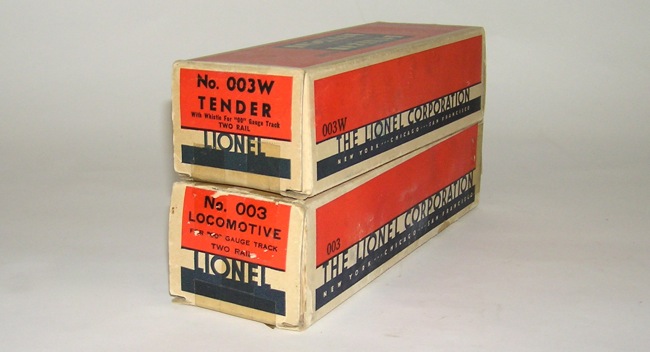 No. 003W
TENDER
With Whistle For "00" Gauge Track
TWO RAIL
LIONEL
003W
THE LIONEL CORPORATION
NEW YORK···CHICAGO···SAN FRANCISCO
No. 003
LOCOMOTIVE
FOR "00" GAUGE TRACK
TWO RAIL
LIONEL
003
THE LIONEL CORPORATION
NEW YORK···CHICAGO···SAN FRANCISCO